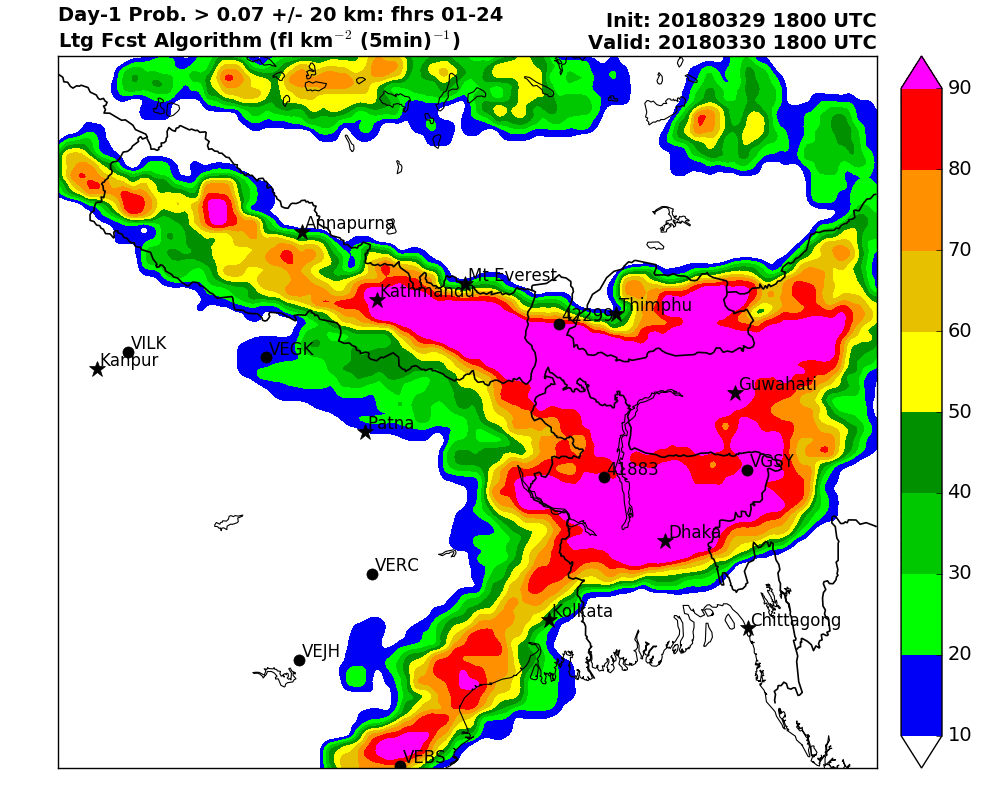 Day-1 Prob. > 0.07 +/- 20 km: fhrs 01-24
Ltg Fcst Algorithm (fl km⁻² (5min)⁻¹)
Init: 20180329 1800 UTC
Valid: 20180330 1800 UTC
90
80
70
60
50
40
30
20
10
Annapurna
Mt Everest
Kathmandu
42299
Thimphu
VILK
Kanpur
VEGK
Guwahati
Patna
41883
VGSY
Dhaka
VERC
Kolkata
Chittagong
VEJH
VEBS